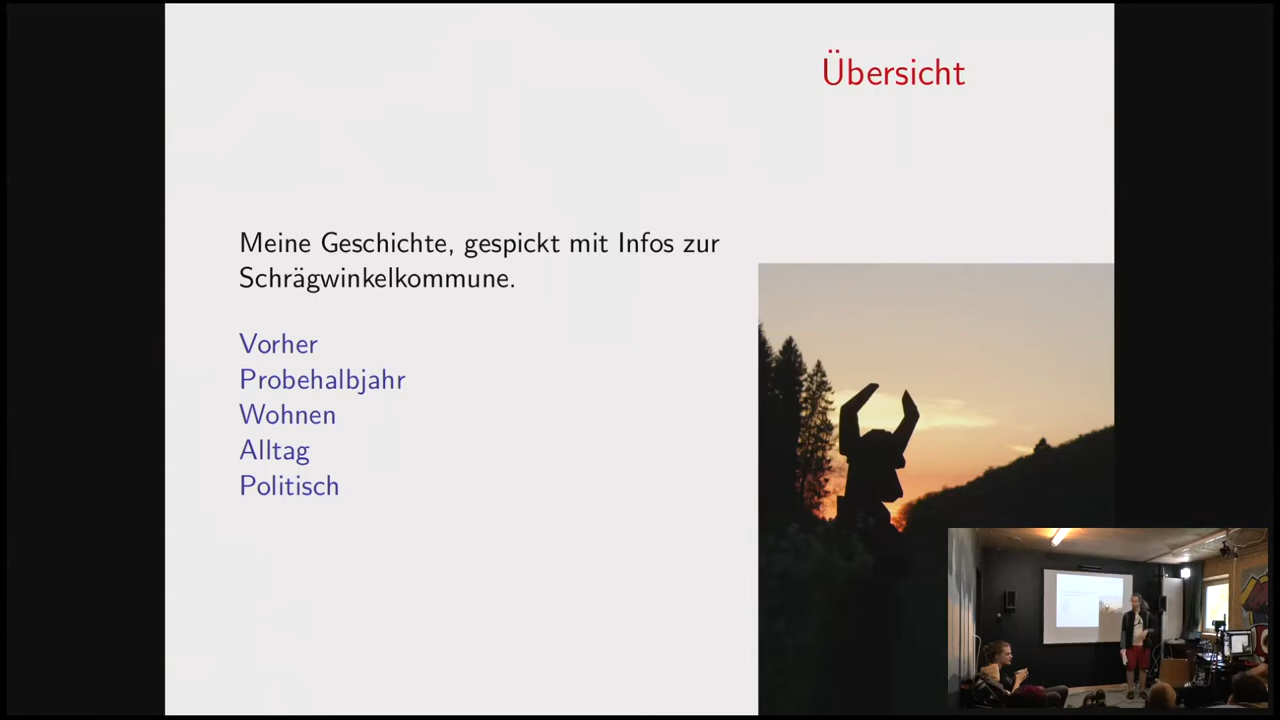 Übersicht
Meine Geschichte, gespickt mit Infos zur
Schrägwinkelkommune.
Vorher
Probehalbjahr
Wohnen
Alltag
Politisch